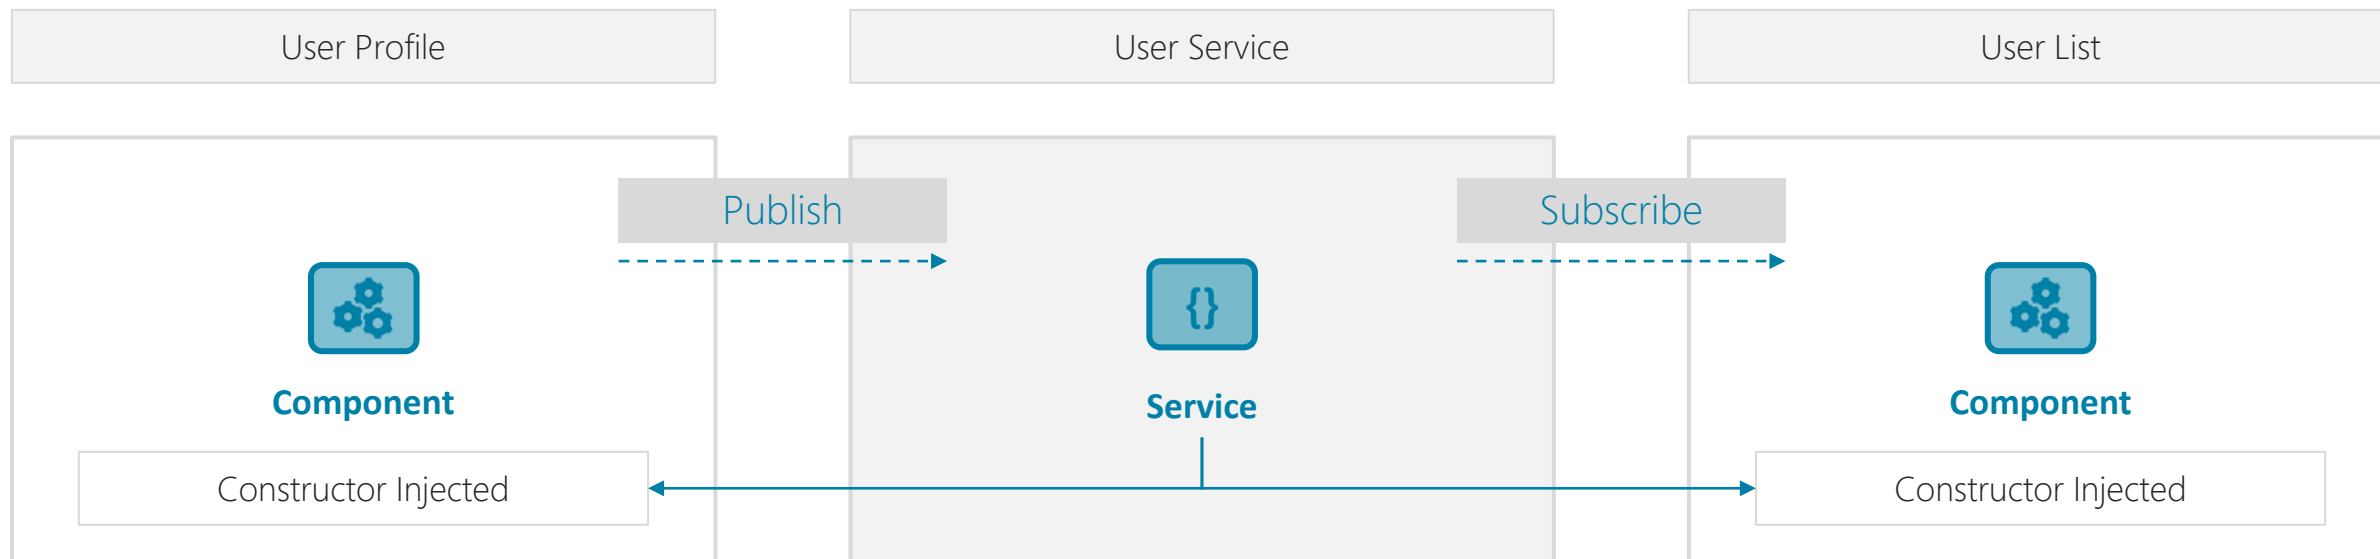 User Profile
User Service
User List
Publish
Subscribe
{}
Component
Service
Component
Constructor Injected
Constructor Injected